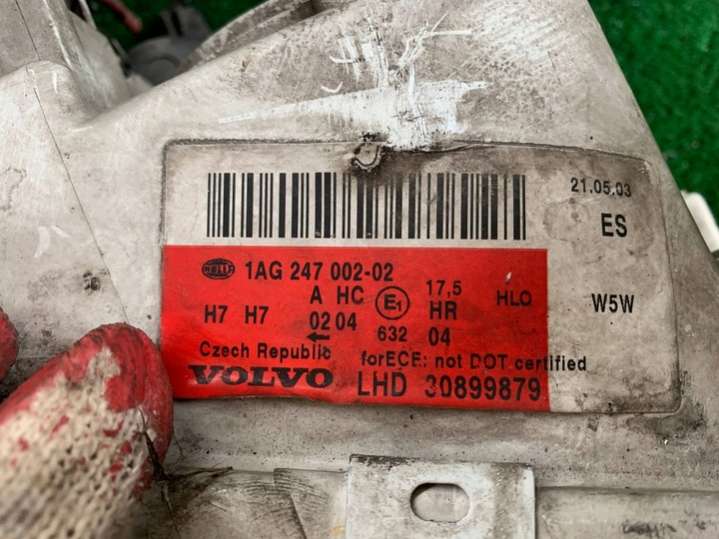 21.05.03
ES
HELLA 1AG 247 002-02
A HC E1 17,5 HLO W5W
H7 H7 HR
02 04 632 04
Czech Republic forECE: not DOT certified
VOLVO LHD 30899879